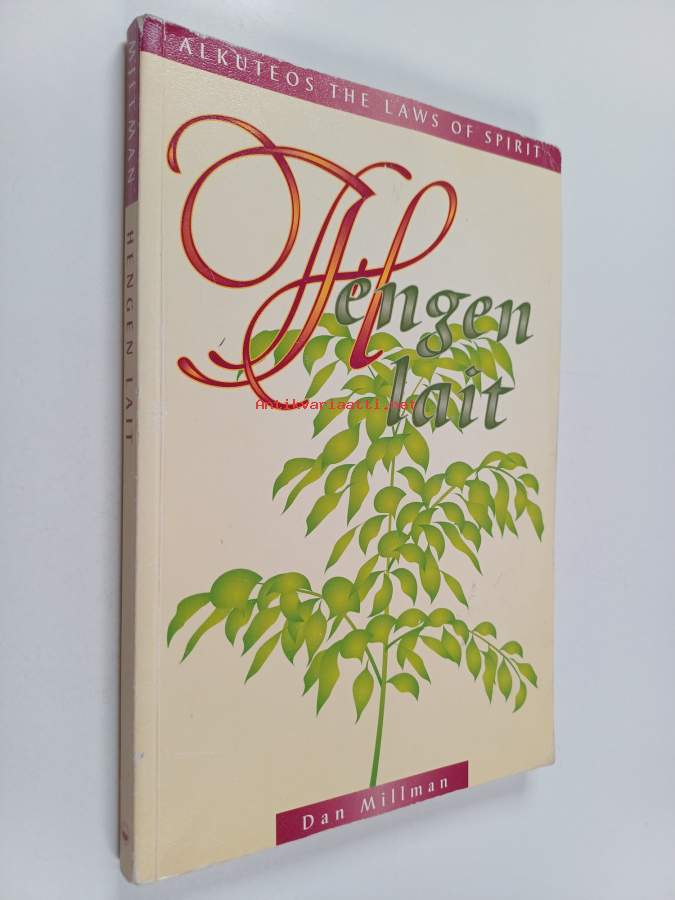 ALKUTEOS THE LAWS OF SPIRIT
Hengen
lait
Antikvariaatti.net
Dan Millman
MILLMAN HENGEN LAIT